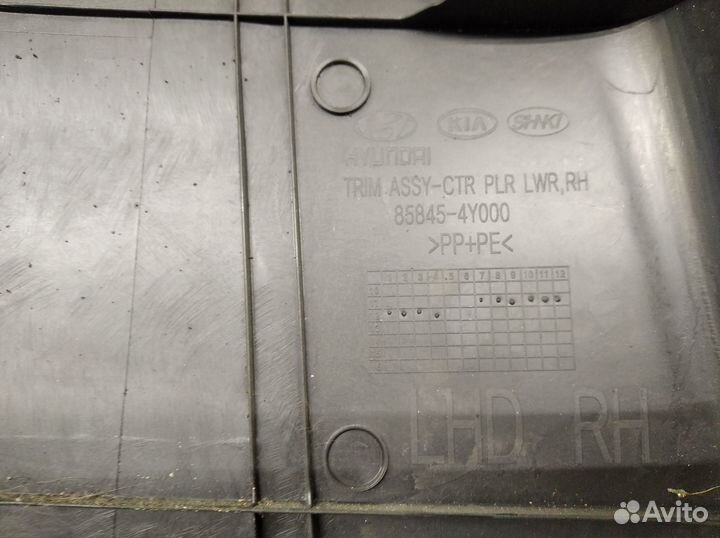 KIA
SHNKI
HYUNDAI
TRIM ASSY-CTR PLR LWR,RH
85845-4Y000
>PP+PE<
1 2 3 4 5 6 7 8 9 10 11 12
LHD RH
Avito